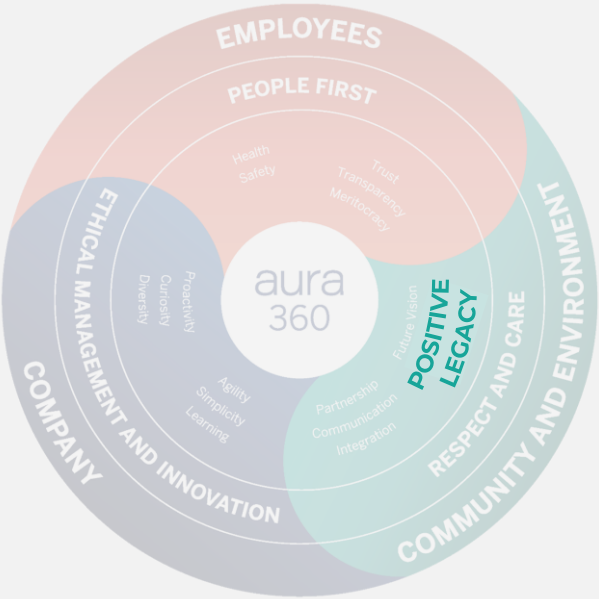 EMPLOYEES
PEOPLE FIRST
Health
Safety
Trust
Transparency
Meritocracy
aura
360
ETHICAL MANAGEMENT AND INNOVATION
COMPANY
Proactivity
Curiosity
Diversity
Agility
Simplicity
Learning
Future Vision
POSITIVE
LEGACY
Partnership
Communication
Integration
RESPECT AND CARE
COMMUNITY AND ENVIRONMENT